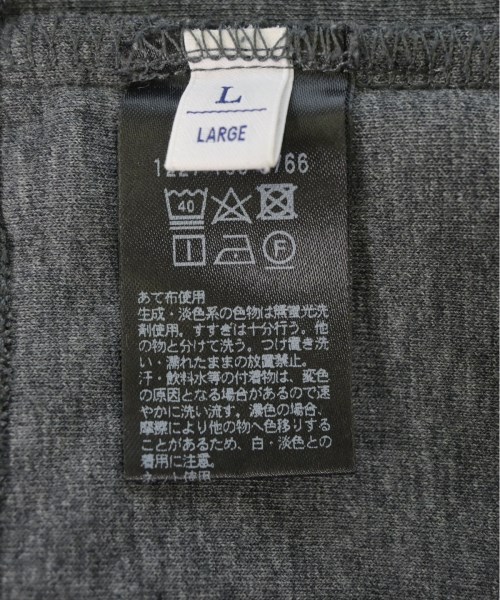 L
LARGE
40
F
あて布使用
生成・淡色系の色物は無蛍光洗
剤使用。すすぎは十分行う。他
の物と分けて洗う。つけ置き洗
い・濡れたままの放置禁止。
汗・飲料水等の付着物は、変色
の原因となる場合があるので速
やかに洗い流す。濃色の場合、
摩擦により他の物へ色移りする
ことがあるため、白・淡色との
着用に注意。
ネット使用